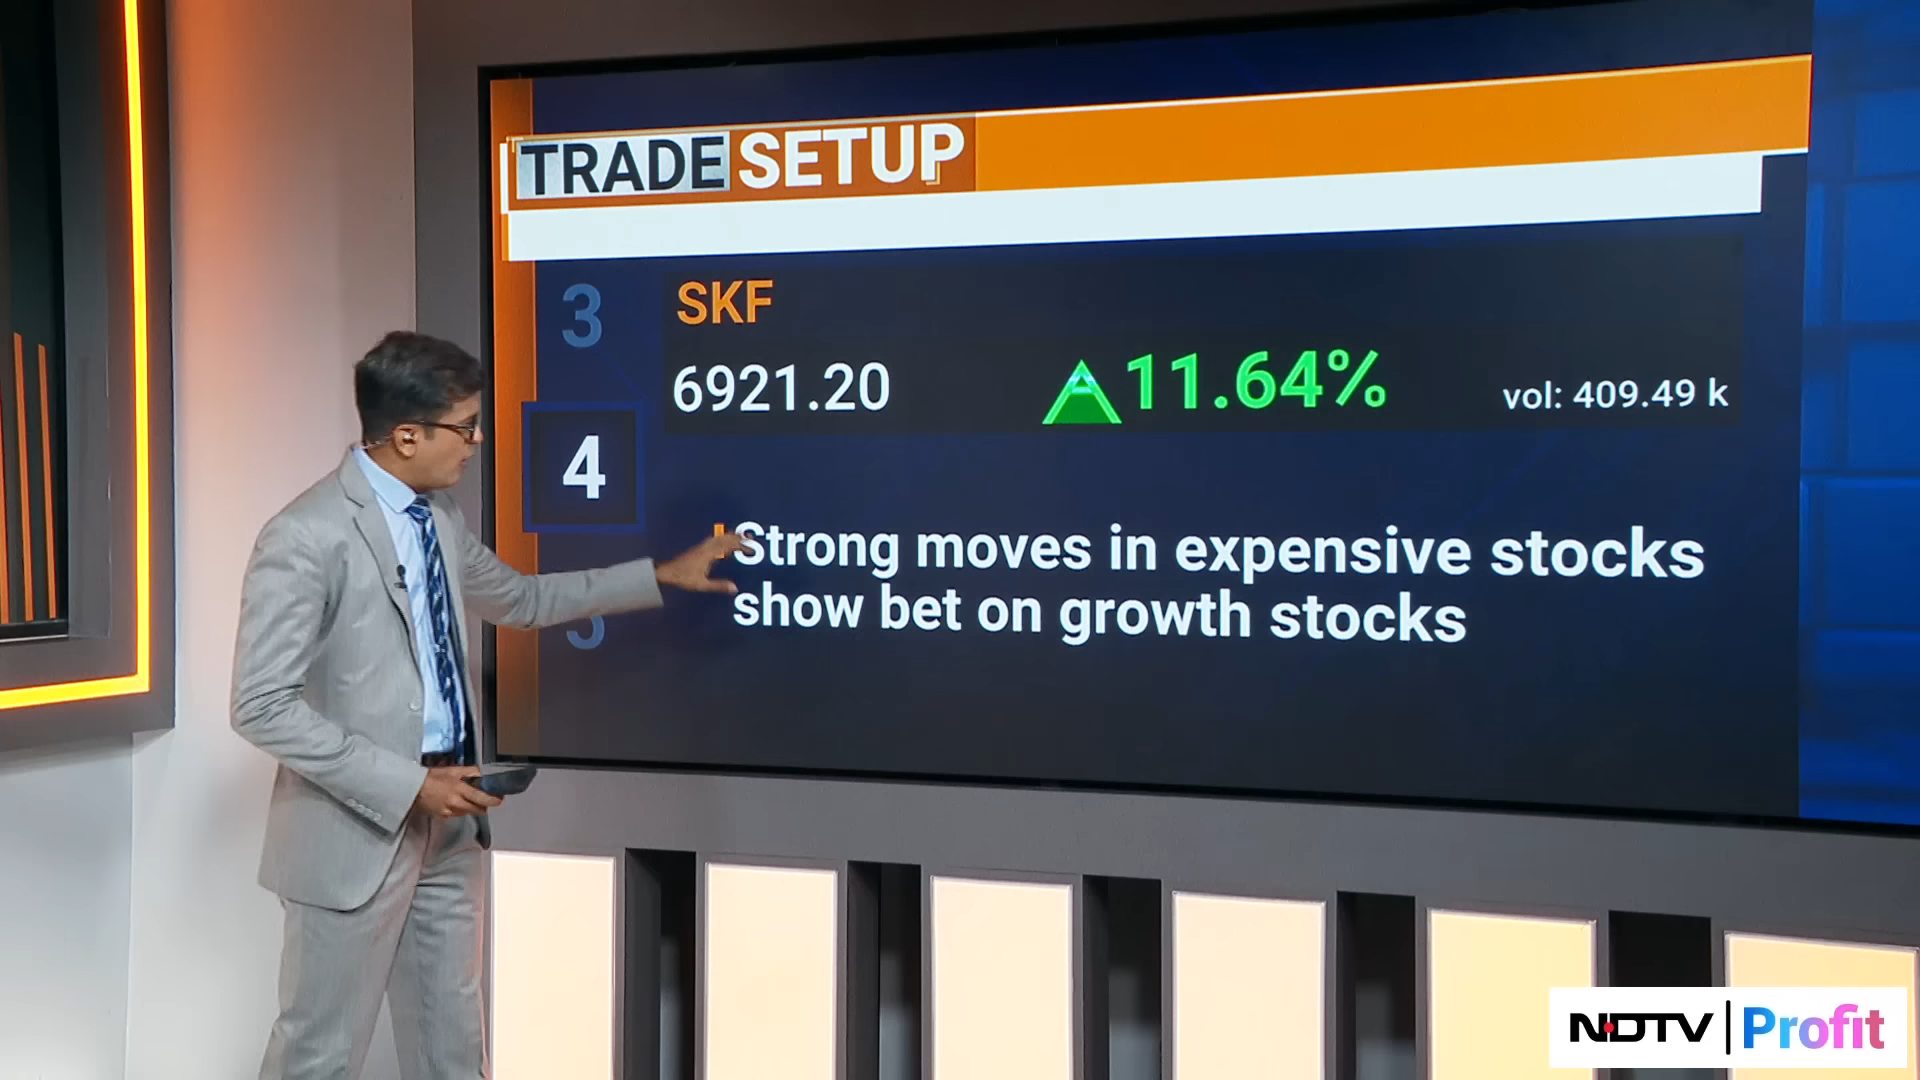 TRADE SETUP
3
SKF
6921.20 11.64% vol: 409.49 k
4
Strong moves in expensive stocks
show bet on growth stocks
5
NDTV Profit